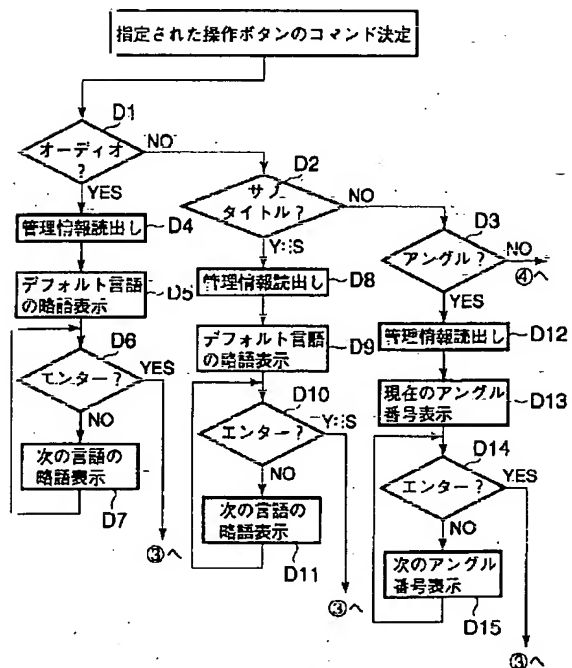 指定された操作ボタンのコマンド決定
D1
オーディオ
?
NO
YES
管理情報読出し
D4
デフォルト言語
の略語表示
D5
D6
エンター?
YES
NO
次の言語の
略語表示
D7
③へ
D2
サブ
タイトル?
NO
YES
管理情報読出し
D8
デフォルト言語
の略語表示
D9
D10
エンター?
YES
NO
次の言語の
略語表示
D11
③へ
D3
アングル?
NO
④へ
YES
管理情報読出し
D12
現在のアングル
番号表示
D13
D14
エンター?
YES
NO
次のアングル
番号表示
D15
③へ